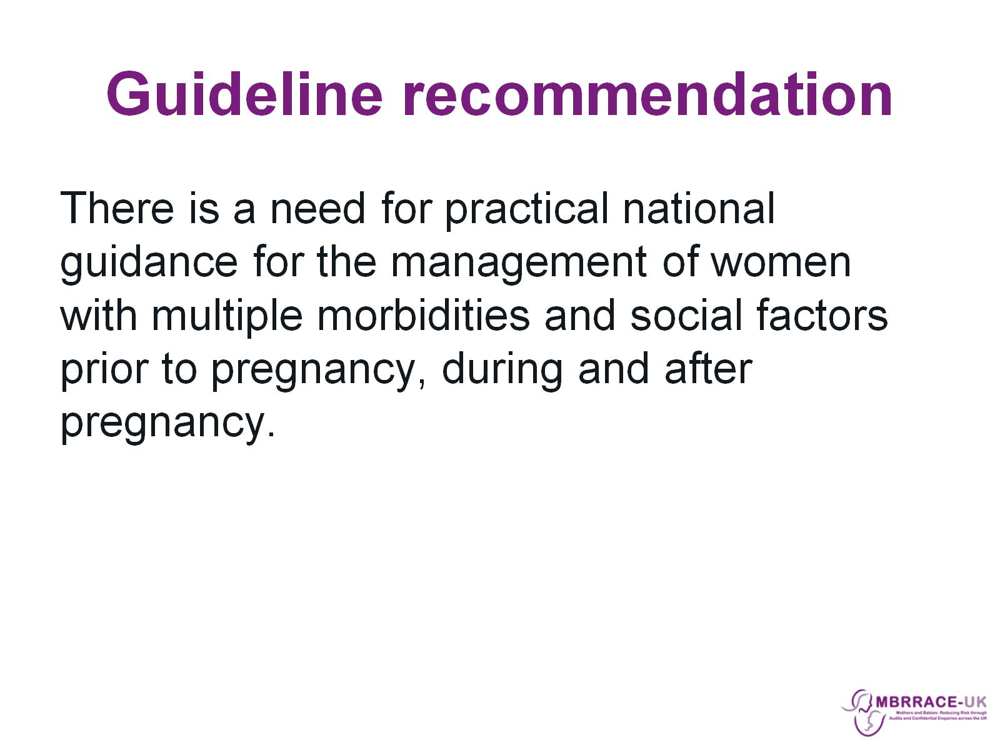 Guideline recommendation
There is a need for practical national
guidance for the management of women
with multiple morbidities and social factors
prior to pregnancy, during and after
pregnancy.
MBRRACE-UK
Mothers and Babies: Reducing Risk through
Audits and Confidential Enquiries across the UK